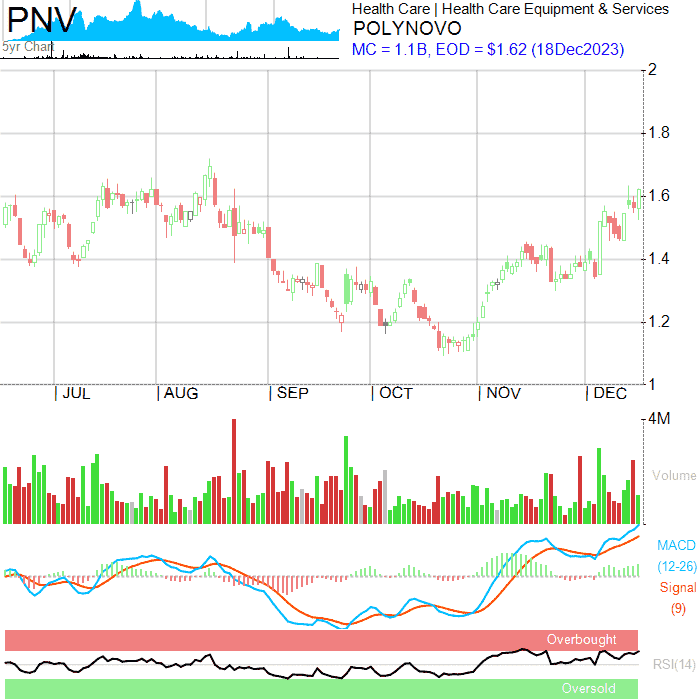 PNV
5yr Chart
Health Care | Health Care Equipment & Services
POLYNOVO
MC = 1.1B, EOD = $1.62 (18Dec2023)
2
1.8
1.6
1.4
1.2
1
JUL AUG SEP OCT NOV DEC
4M
Volume
MACD
(12-26)
Signal
(9)
Overbought
RSI(14)
Oversold